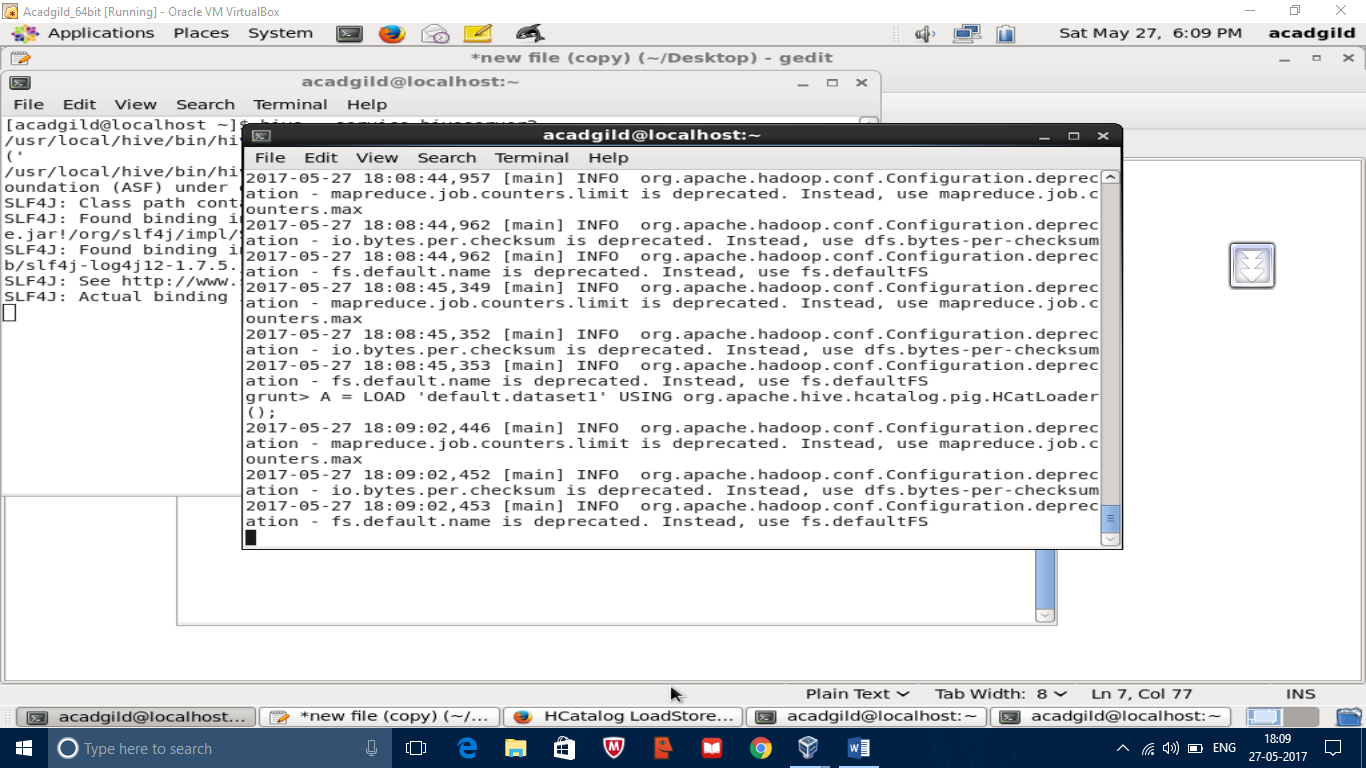 Acadgild_64bit [Running] - Oracle VM VirtualBox
Applications Places System Sat May 27, 6:09 PM acadgild
*new file (copy) (~/Desktop) - gedit
acadgild@localhost:~
File Edit View Search Terminal Help
[acadgild@localhost ~]$
/usr/local/hive/bin/hi
('
/usr/local/hive/bin/hi
oundation (ASF) under
SLF4J: Class path cont
SLF4J: Found binding i
e.jar!/org/slf4j/impl/
SLF4J: Found binding i
b/slf4j-log4j12-1.7.5.
SLF4J: See http://www.
SLF4J: Actual binding
acadgild@localhost:~
File Edit View Search Terminal Help
2017-05-27 18:08:44,957 [main] INFO  org.apache.hadoop.conf.Configuration.deprec
ation - mapreduce.job.counters.limit is deprecated. Instead, use mapreduce.job.c
ounters.max
2017-05-27 18:08:44,962 [main] INFO  org.apache.hadoop.conf.Configuration.deprec
ation - io.bytes.per.checksum is deprecated. Instead, use dfs.bytes-per-checksum
2017-05-27 18:08:44,962 [main] INFO  org.apache.hadoop.conf.Configuration.deprec
ation - fs.default.name is deprecated. Instead, use fs.defaultFS
2017-05-27 18:08:45,349 [main] INFO  org.apache.hadoop.conf.Configuration.deprec
ation - mapreduce.job.counters.limit is deprecated. Instead, use mapreduce.job.c
ounters.max
2017-05-27 18:08:45,352 [main] INFO  org.apache.hadoop.conf.Configuration.deprec
ation - io.bytes.per.checksum is deprecated. Instead, use dfs.bytes-per-checksum
2017-05-27 18:08:45,353 [main] INFO  org.apache.hadoop.conf.Configuration.deprec
ation - fs.default.name is deprecated. Instead, use fs.defaultFS
grunt> A = LOAD 'default.dataset1' USING org.apache.hive.hcatalog.pig.HCatLoader
();
2017-05-27 18:09:02,446 [main] INFO  org.apache.hadoop.conf.Configuration.deprec
ation - mapreduce.job.counters.limit is deprecated. Instead, use mapreduce.job.c
ounters.max
2017-05-27 18:09:02,452 [main] INFO  org.apache.hadoop.conf.Configuration.deprec
ation - io.bytes.per.checksum is deprecated. Instead, use dfs.bytes-per-checksum
2017-05-27 18:09:02,453 [main] INFO  org.apache.hadoop.conf.Configuration.deprec
ation - fs.default.name is deprecated. Instead, use fs.defaultFS
Plain Text Tab Width: 8 Ln 7, Col 77 INS
acadgild@localhost... *new file (copy) (~/... HCatalog LoadStore... acadgild@localhost:~ acadgild@localhost:~
Type here to search ENG 18:09
27-05-2017